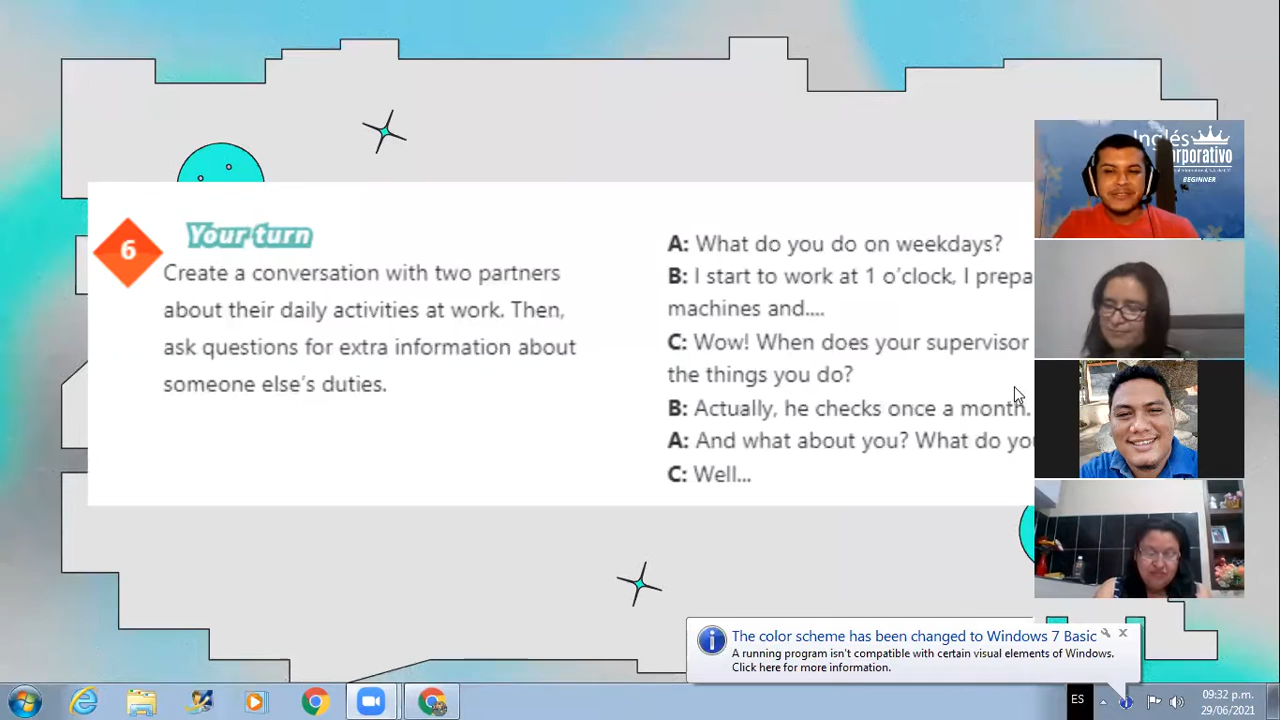 6
Your turn
Create a conversation with two partners
about their daily activities at work. Then,
ask questions for extra information about
someone else's duties.
A: What do you do on weekdays?
B: I start to work at 1 o'clock, I prepa
machines and....
C: Wow! When does your supervisor
the things you do?
B: Actually, he checks once a month.
A: And what about you? What do you
C: Well...
Inglés
orporativo
BEGINNER
The color scheme has been changed to Windows 7 Basic
A running program isn't compatible with certain visual elements of Windows.
Click here for more information.
ES
09:32 p.m.
29/06/2021